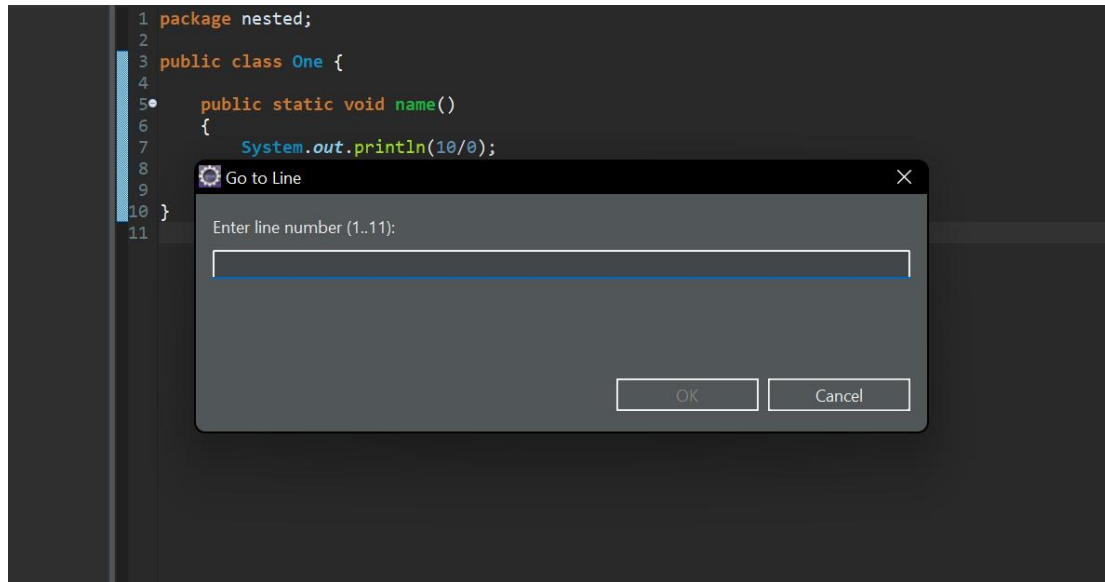 1 package nested;
2
3 public class One {
4
5 public static void name()
6 {
7 System.out.println(10/0);
8
9
10 }
11
Go to Line
Enter line number (1..11):
OK
Cancel